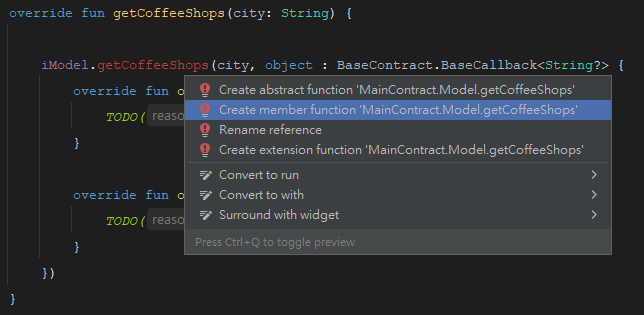 override fun getCoffeeShops(city: String) {
iModel.getCoffeeShops(city, object : BaseContract.BaseCallback<String?> {
override fun o
Create abstract function 'MainContract.Model.getCoffeeShops'
TODO( reaso
Create member function 'MainContract.Model.getCoffeeShops'
Rename reference
}
Create extension function 'MainContract.Model.getCoffeeShops'
Convert to run
override fun o
Convert to with
TODO( reaso
Surround with widget
}
Press Ctrl+Q to toggle preview
})
}